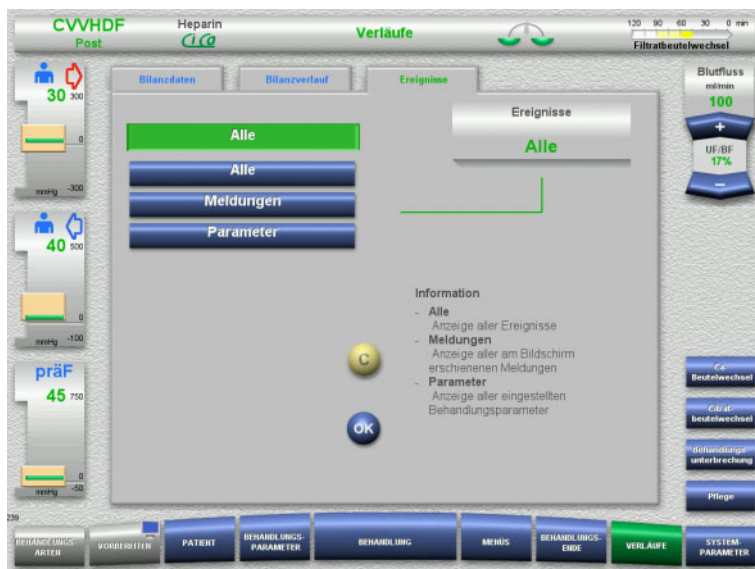 CVVHDF
Post
Heparin
CiCa
Verläufe
120 90 60 30 0 min
Filtratbeutelwechsel
30 300
0
mmHg -300
40 500
0
mmHg -100
präF
45 750
0
mmHg -50
Bilanzdaten
Bilanzverlauf
Ereignisse
Alle
Alle
Meldungen
Parameter
Ereignisse
Alle
Information
- Alle
Anzeige aller Ereignisse
- Meldungen
Anzeige aller am Bildschirm
erschienenen Meldungen
- Parameter
Anzeige aller eingestellten
Behandlungsparameter
C
OK
Blutfluss
ml/min
100
+
UF/BF
17%
−
Ca-
Beutelwechsel
Citrat-
beutelwechsel
Behandlungs-
unterbrechung
Pflege
239
BEHANDLUNGS-
ARTEN
VORBEREITEN
PATIENT
BEHANDLUNGS-
PARAMETER
BEHANDLUNG
MENÜS
BEHANDLUNGS-
ENDE
VERLÄUFE
SYSTEM-
PARAMETER